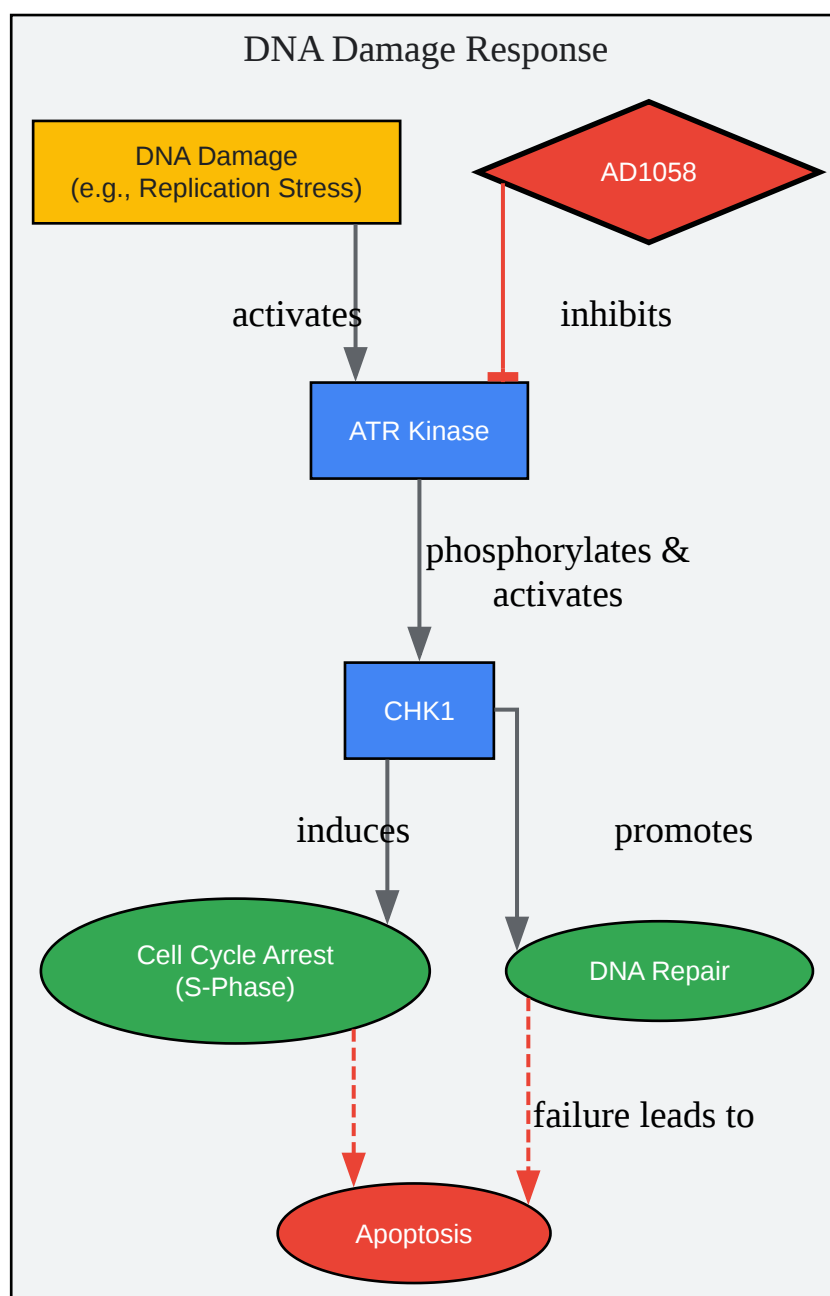 DNA Damage Response
DNA Damage
(e.g., Replication Stress)
AD1058
activates
inhibits
ATR Kinase
phosphorylates &
activates
CHK1
induces
promotes
Cell Cycle Arrest
(S-Phase)
DNA Repair
failure leads to
Apoptosis